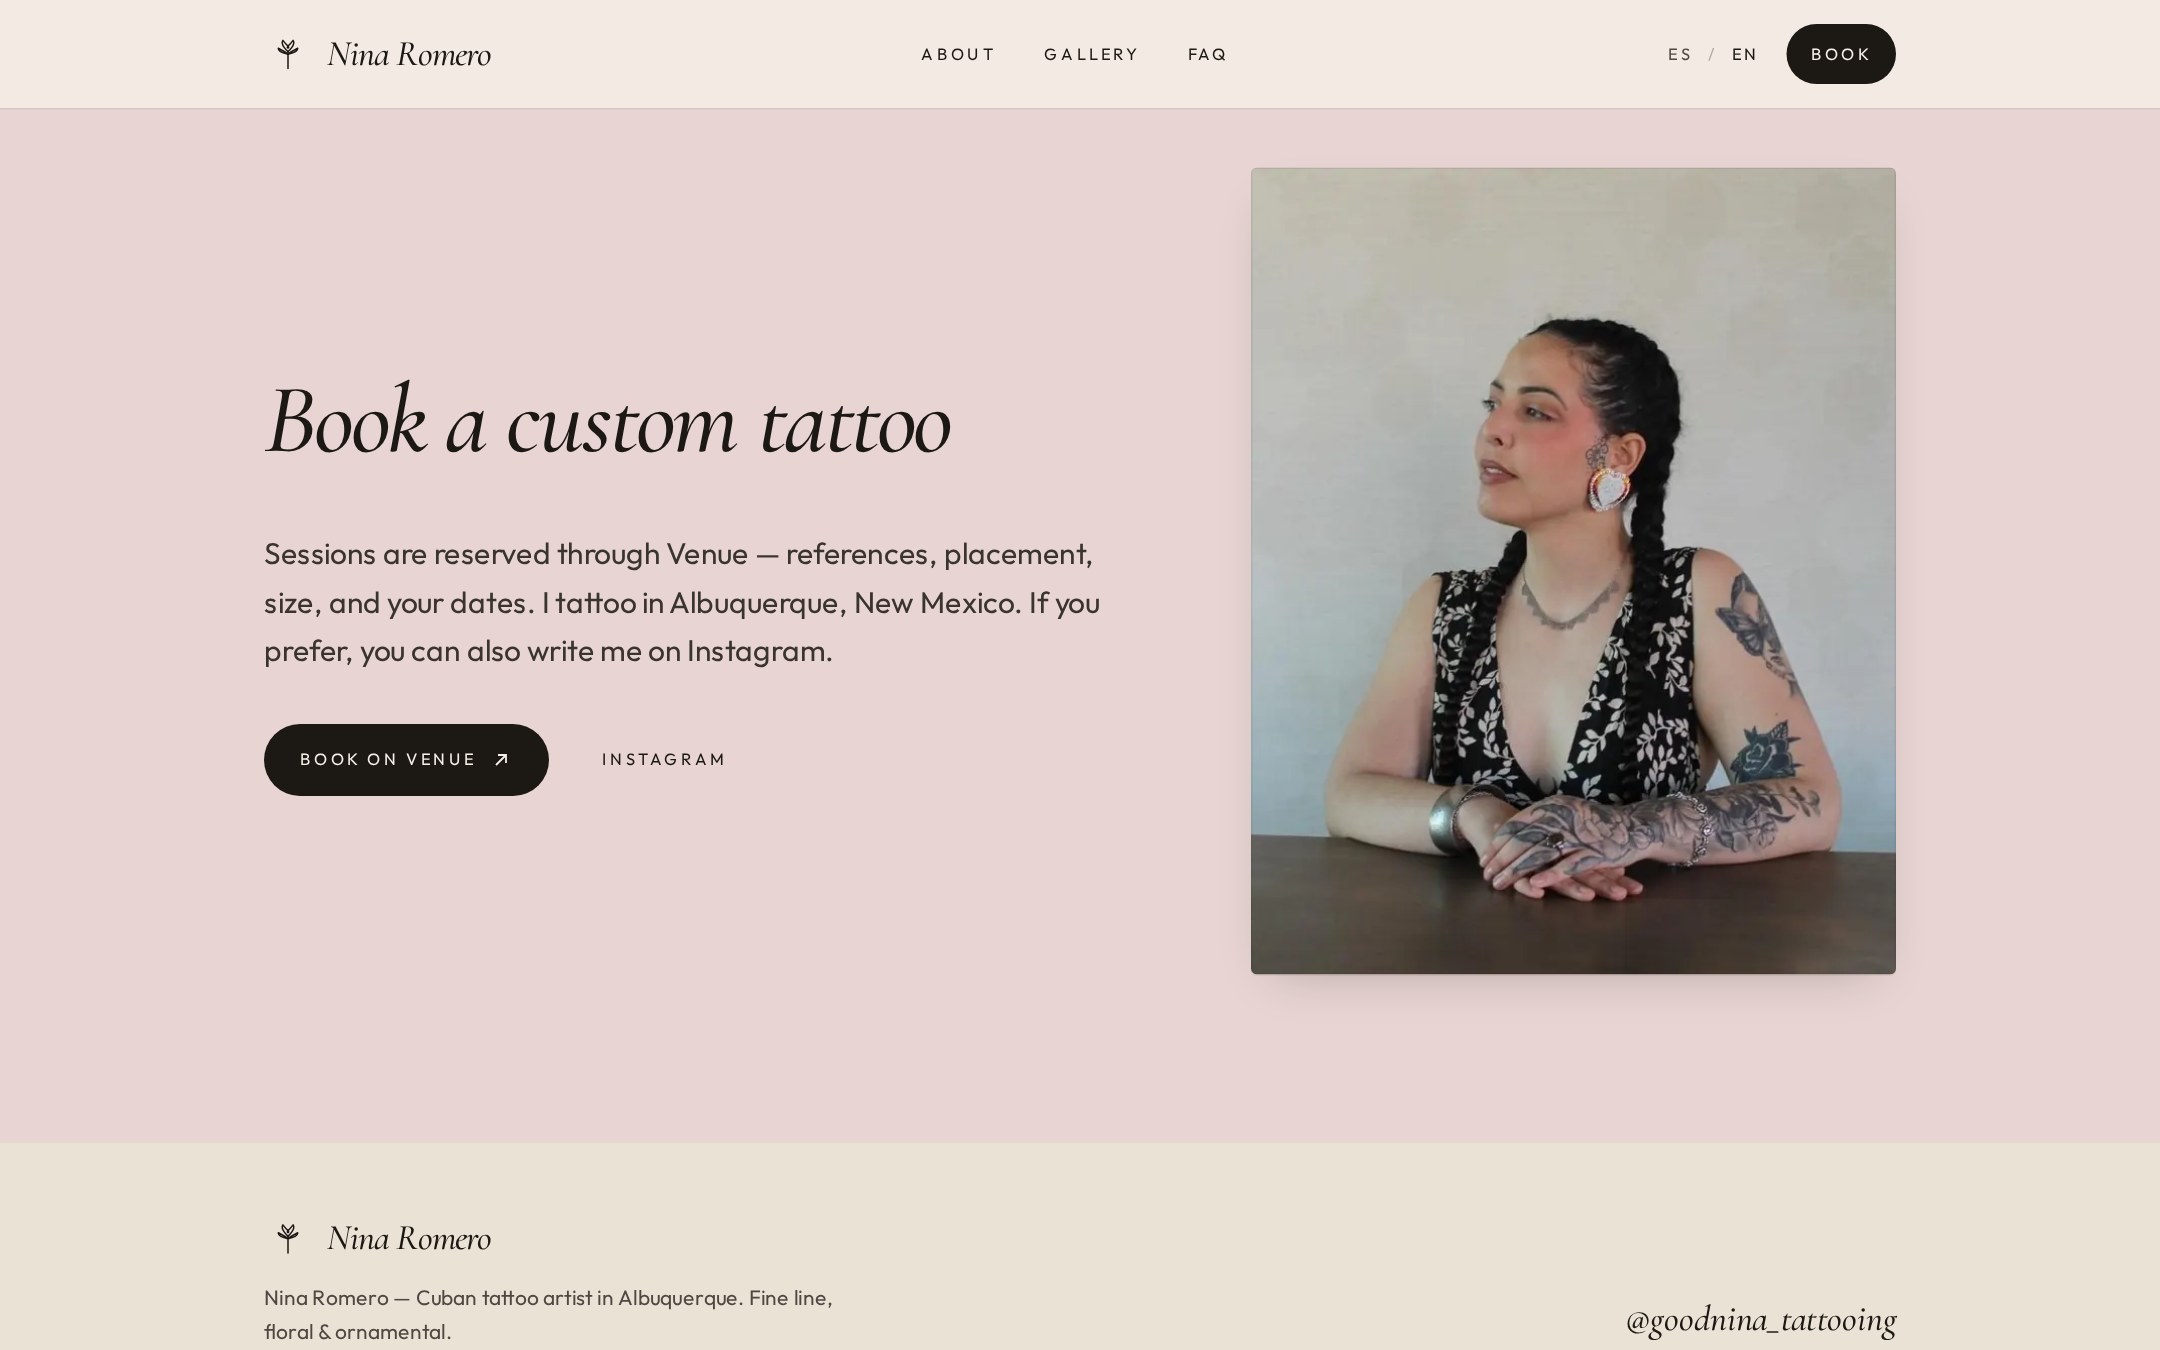 Nina Romero
ABOUT GALLERY FAQ
ES / EN
BOOK
Book a custom tattoo
Sessions are reserved through Venue — references, placement,
size, and your dates. I tattoo in Albuquerque, New Mexico. If you
prefer, you can also write me on Instagram.
BOOK ON VENUE
INSTAGRAM
Nina Romero
Nina Romero — Cuban tattoo artist in Albuquerque. Fine line,
floral & ornamental.
@goodnina_tattooing